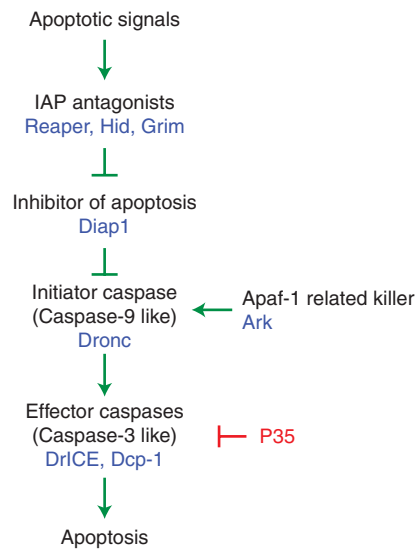 Apoptotic signals
IAP antagonists
Reaper, Hid, Grim
Inhibitor of apoptosis
Diap1
Initiator caspase
(Caspase-9 like)
Dronc
Apaf-1 related killer
Ark
Effector caspases
(Caspase-3 like)
DrICE, Dcp-1
P35
Apoptosis